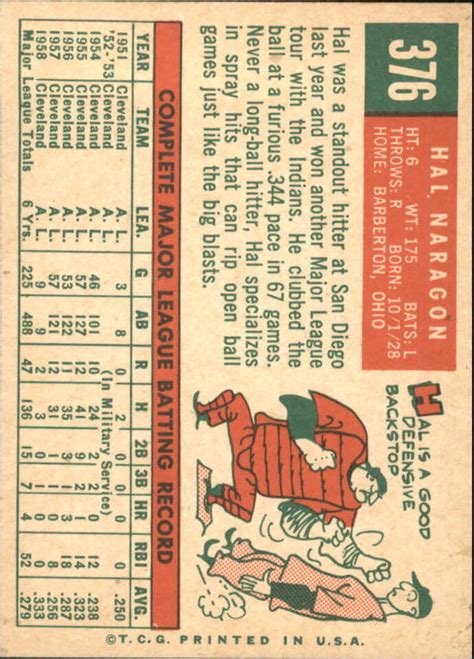 376
HAL NARAGON
HT: 6 WT: 175 BATS: L
THROWS: R BORN: 10/1/28
HOME: BARBERTON, OHIO
Hal was a standout hitter at San Diego
last year and won another Major League
tour with the Indians. He clubbed the
ball at a furious .344 pace in 67 games.
Never a long-ball hitter, Hal specializes
in spray hits that can rip open ball
games just like the big blasts.
HAL IS A GOOD
DEFENSIVE
BACKSTOP
COMPLETE MAJOR LEAGUE BATTING RECORD
YEAR TEAM LEA. G AB R H 2B 3B HR RBI AVG.
1951 Cleveland A. L. 3 8 0 2 0 0 0 0 .250
'52-'53 (In Military Service)
1954 Cleveland A. L. 46 101 10 24 2 2 0 12 .238
1955 Cleveland A. L. 127 12 41 9 2 1 14 .323
1956 Cleveland A. L. 53 122 11 35 3 1 3 18 .287
1957 Cleveland A. L. 57 121 12 31 1 1 0 8 .256
1958 Cleveland A. L. 9 9 2 3 0 1 0 0 .333
Major League Totals 6 Yrs. 225 488 47 136 15 7 4 52 .279
© T. C. G. PRINTED IN U.S.A.